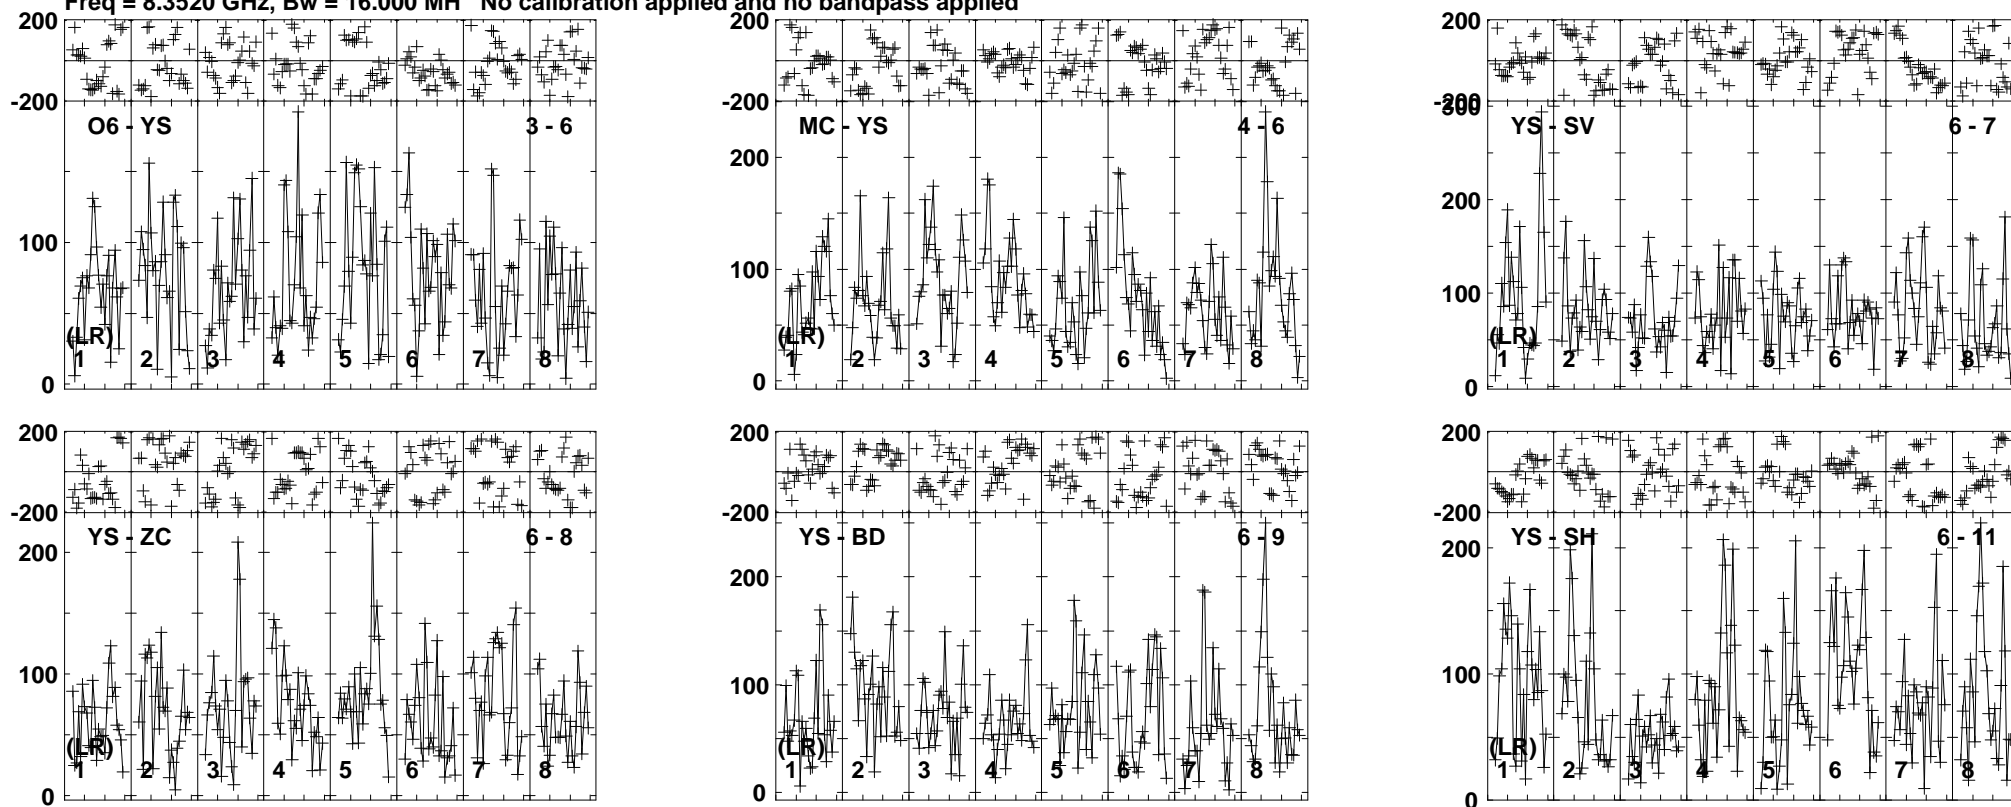 Freq = 8.3520 GHz, Bw = 16.000 MH No calibration applied and no bandpass applied
200
-200
O6 - YS
3 - 6
100
0
(LR)
1 2 3 4 5 6 7 8
200
-200
MC - YS
4 - 6
200
100
0
(LR)
1 2 3 4 5 6 7 8
200
-200
300
YS - SV
6 - 7
200
100
0
(LR)
1 2 3 4 5 6 7 8
200
-200
YS - ZC
6 - 8
200
100
0
(LR)
1 2 3 4 5 6 7 8
200
-200
YS - BD
6 - 9
200
100
0
(LR)
1 2 3 4 5 6 7 8
200
-200
YS - SH
6 - 11
200
100
0
(LR)
1 2 3 4 5 6 7 8